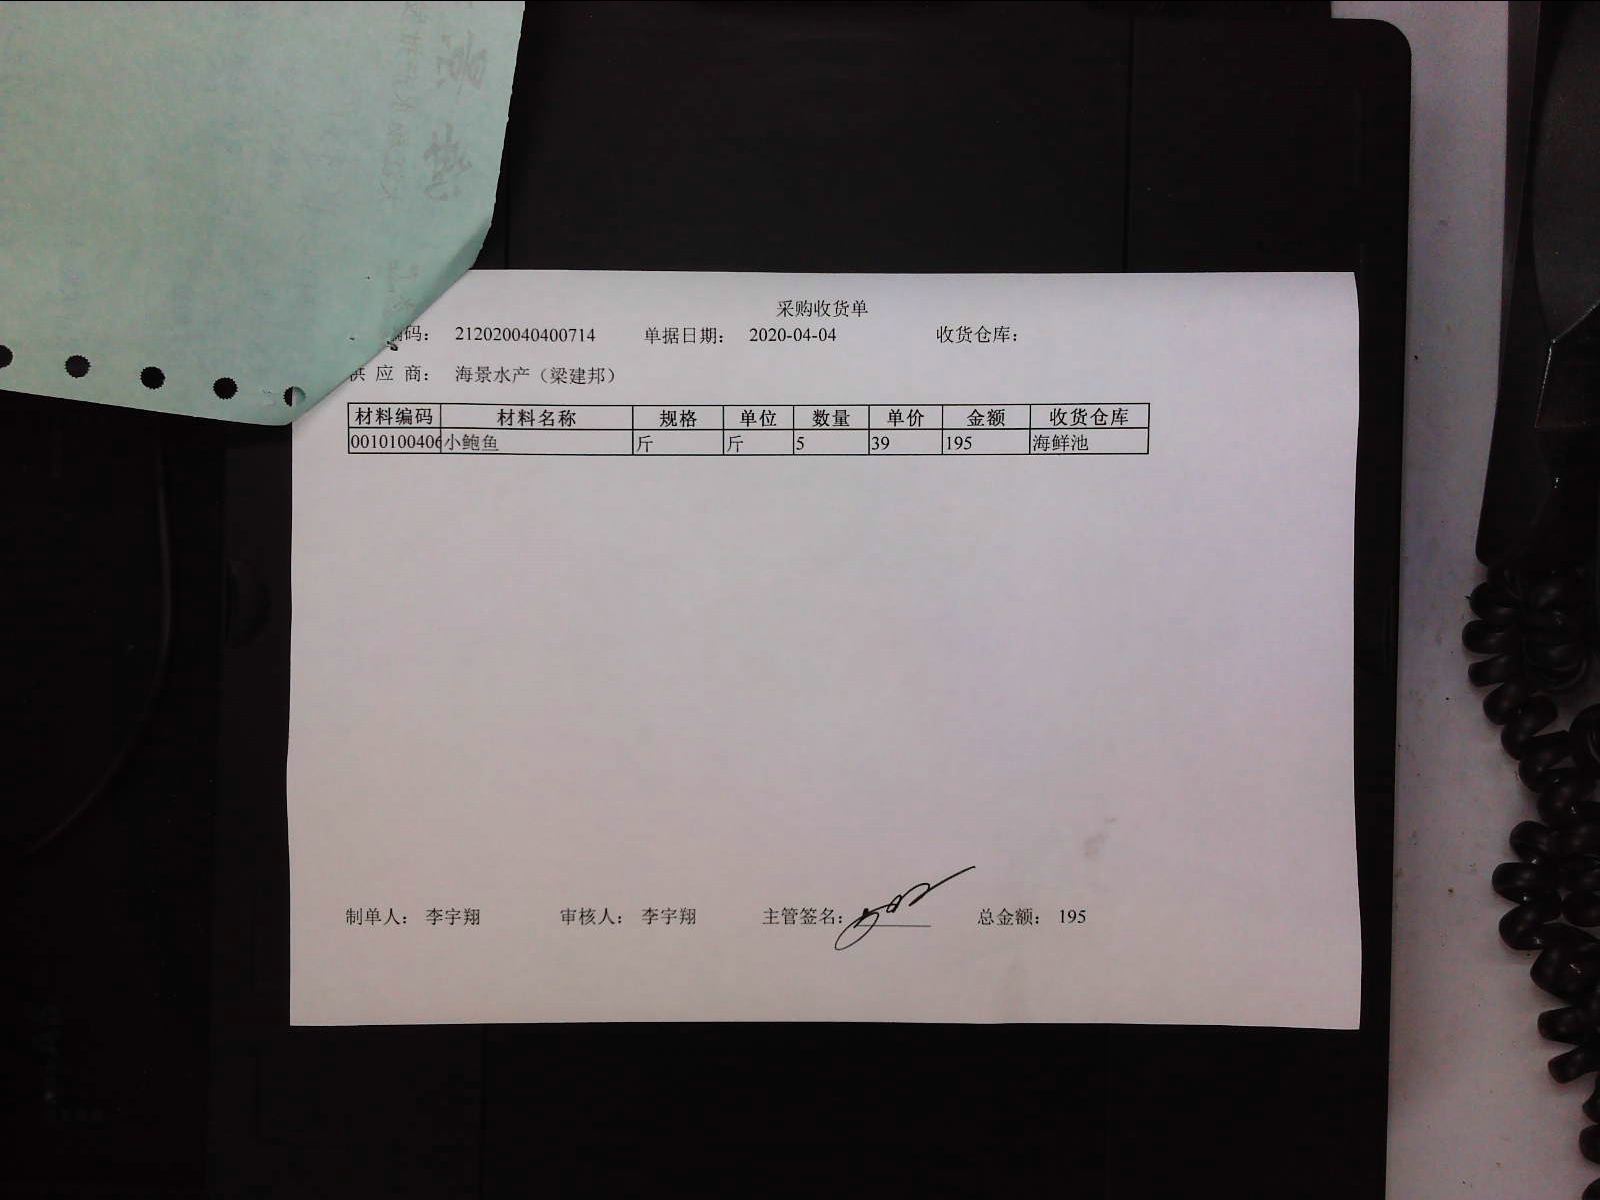 采购收货单
编码: 212020040400714 单据日期: 2020-04-04 收货仓库:
供 应 商: 海景水产（梁建邦）
材料编码 材料名称 规格 单位 数量 单价 金额 收货仓库
0010100406 小鲍鱼 斤 斤 5 39 195 海鲜池
制单人: 李宇翔 审核人: 李宇翔 主管签名: 总金额: 195